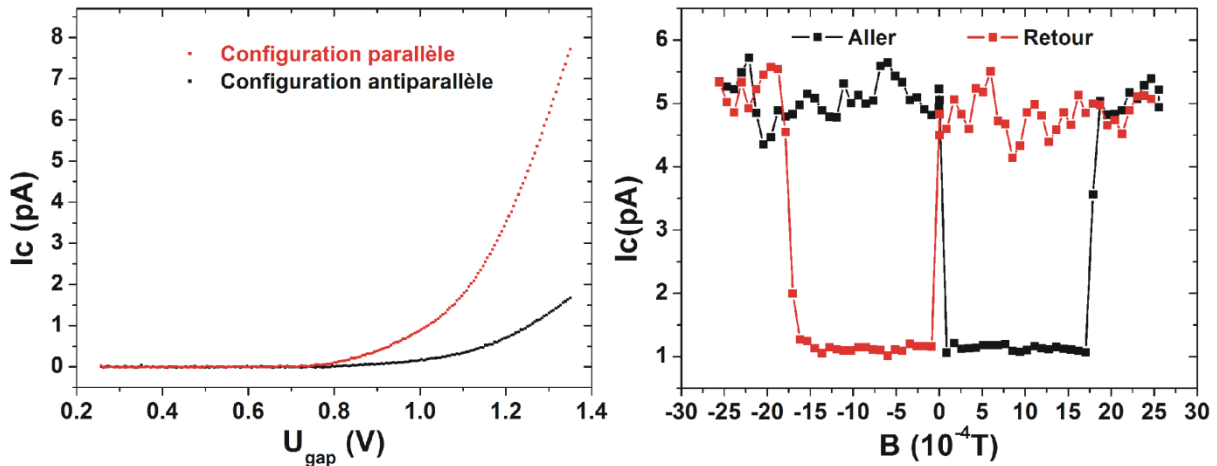 8
7
6
5
4
3
2
1
0
Ic (pA)
Configuration parallèle
Configuration antiparallèle
0.2 0.4 0.6 0.8 1.0 1.2 1.4
U_gap (V)
6
5
4
3
2
1
Ic(pA)
Aller Retour
-30 -25 -20 -15 -10 -5 0 5 10 15 20 25 30
B (10⁻⁴T)